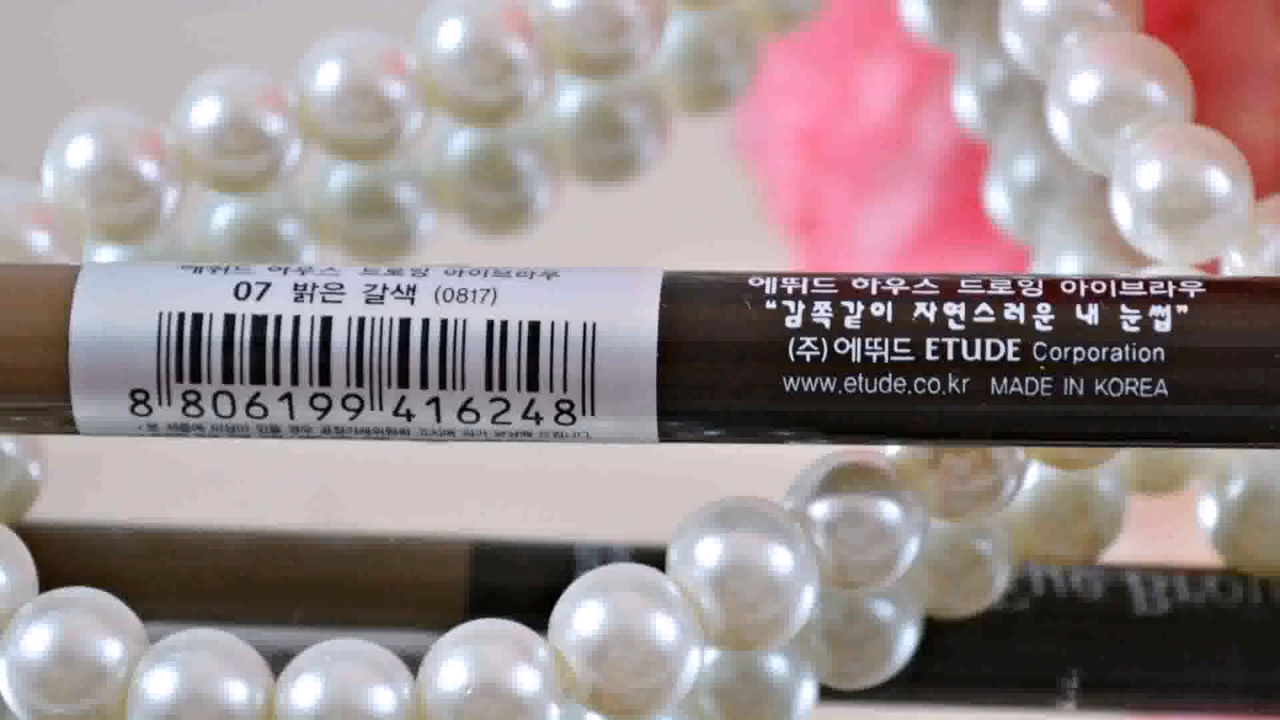 에뛰드 하우스 드로잉 아이브라우
07 밝은 갈색 (0817)
8 806199 416248
에뛰드 하우스 드로잉 아이브라우
“감쪽같이 자연스러운 내 눈썹”
(주)에뛰드 ETUDE Corporation
www.etude.co.kr MADE IN KOREA